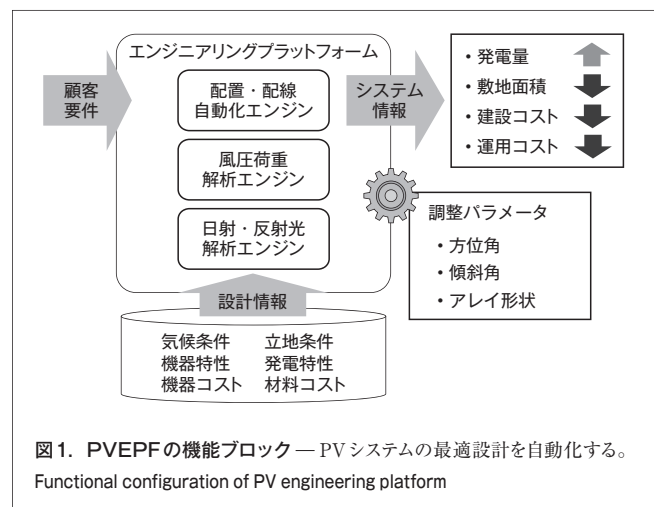 エンジニアリングプラットフォーム
顧客
要件
配置・配線
自動化エンジン
風圧荷重
解析エンジン
日射・反射光
解析エンジン
システム
情報
・発電量
・敷地面積
・建設コスト
・運用コスト
調整パラメータ
・方位角
・傾斜角
・アレイ形状
設計情報
気候条件 立地条件
機器特性 発電特性
機器コスト 材料コスト
図1. PVEPFの機能ブロック — PVシステムの最適設計を自動化する。
Functional configuration of PV engineering platform